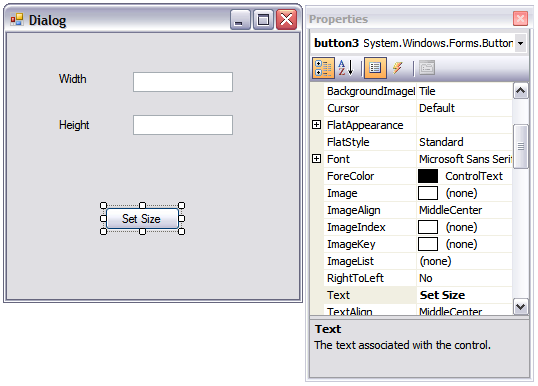 Dialog
Width
Height
Set Size
Properties
button3 System.Windows.Forms.Button
A Z
BackgroundImageL Tile
Cursor Default
FlatAppearance
FlatStyle Standard
Font Microsoft Sans Serif
ForeColor ControlText
Image (none)
ImageAlign MiddleCenter
ImageIndex (none)
ImageKey (none)
ImageList (none)
RightToLeft No
Text Set Size
TextAlign MiddleCenter
Text
The text associated with the control.